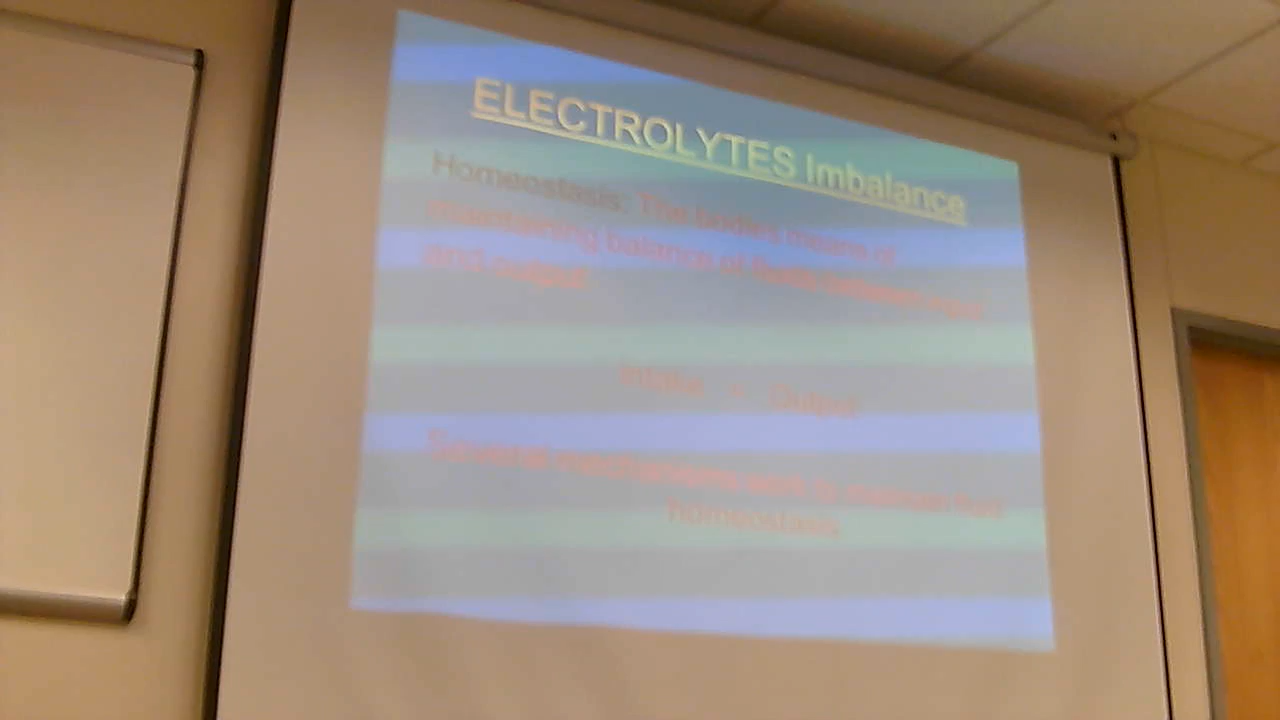 ELECTROLYTES Imbalance
Homeostasis: The bodies means of
maintaining balance of fluids between input
and output.
Intake = Output
Several mechanisms work to maintain fluid
homeostasis.